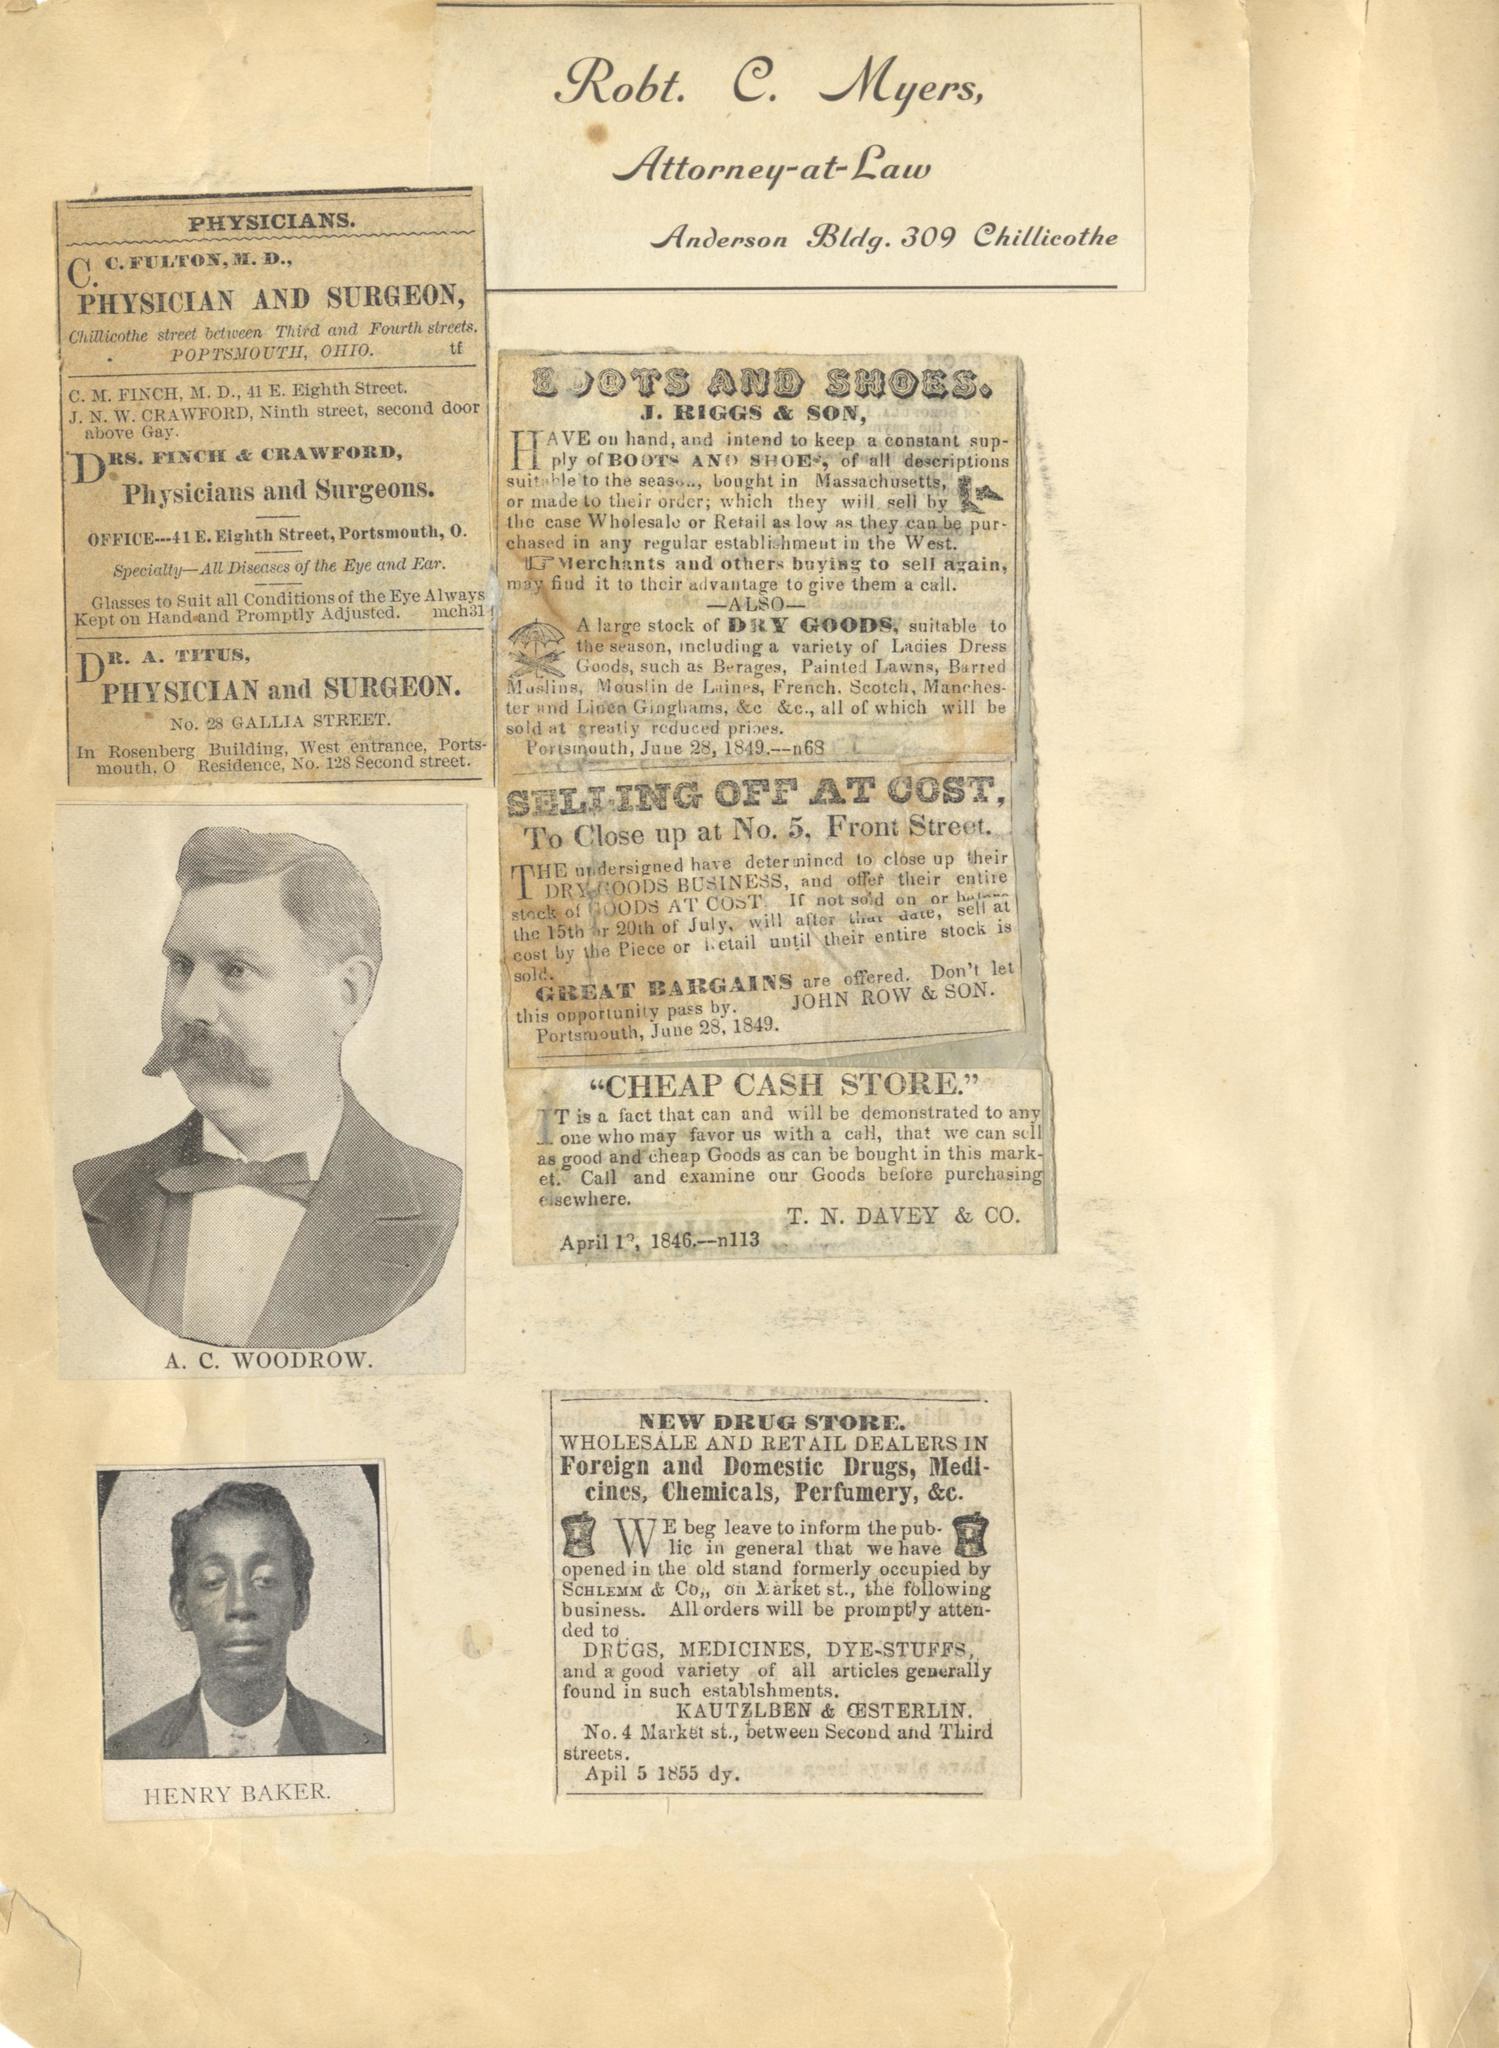 Robt. C. Myers,
Attorney-at-Law
Anderson Bldg. 309 Chillicothe
PHYSICIANS.
C. C. FULTON, M. D.,
PHYSICIAN AND SURGEON,
Chillicothe street between Third and Fourth streets.
POPTSMOUTH, OHIO. tf
C. M. FINCH, M. D., 41 E. Eighth Street.
J. N. W. CRAWFORD, Ninth street, second door
above Gay.
DRS. FINCH & CRAWFORD,
Physicians and Surgeons.
OFFICE---41 E. Eighth Street, Portsmouth, O.
Specialty—All Diseases of the Eye and Ear.
Glasses to Suit all Conditions of the Eye Always
Kept on Hand and Promptly Adjusted. mch31
DR. A. TITUS,
PHYSICIAN and SURGEON.
No. 28 GALLIA STREET.
In Rosenberg Building, West entrance, Ports-
mouth, O Residence, No. 128 Second street.
A. C. WOODROW.
HENRY BAKER.
BOOTS AND SHOES.
J. RIGGS & SON,
HAVE on hand, and intend to keep a constant sup-
ply of BOOTS AND SHOES, of all descriptions
suitable to the season, bought in Massachusetts,
or made to their order; which they will sell by
the case Wholesale or Retail as low as they can be pur-
chased in any regular establishment in the West.
☞Merchants and others buying to sell again,
may find it to their advantage to give them a call.
—ALSO—
A large stock of DRY GOODS, suitable to
the season, including a variety of Ladies Dress
Goods, such as Berages, Painted Lawns, Barred
Muslins, Mouslin de Laines, French, Scotch, Manches-
ter and Linen Ginghams, &c &c., all of which will be
sold at greatly reduced prices.
Portsmouth, June 28, 1849.—n68
SELLING OFF AT COST,
To Close up at No. 5, Front Street.
THE undersigned have determined to close up their
DRY GOODS BUSINESS, and offer their entire
stock of GOODS AT COST. If not sold on or before
the 15th or 20th of July, will after that date, sell at
cost by the Piece or Retail until their entire stock is
sold.
GREAT BARGAINS are offered. Don't let
this opportunity pass by. JOHN ROW & SON.
Portsmouth, June 28, 1849.
"CHEAP CASH STORE."
IT is a fact that can and will be demonstrated to any
one who may favor us with a call, that we can sell
as good and cheap Goods as can be bought in this mark-
et. Call and examine our Goods before purchasing
elsewhere.
T. N. DAVEY & CO.
April 1846.—n113
NEW DRUG STORE.
WHOLESALE AND RETAIL DEALERS IN
Foreign and Domestic Drugs, Medi-
cines, Chemicals, Perfumery, &c.
WE beg leave to inform the pub-
lic in general that we have
opened in the old stand formerly occupied by
SCHLEMM & Co., on Market st., the following
business. All orders will be promptly atten-
ded to
DRUGS, MEDICINES, DYE-STUFFS,
and a good variety of all articles generally
found in such establshments.
KAUTZLBEN & ŒSTERLIN.
No. 4 Market st., between Second and Third
streets.
Apil 5 1855 dy.